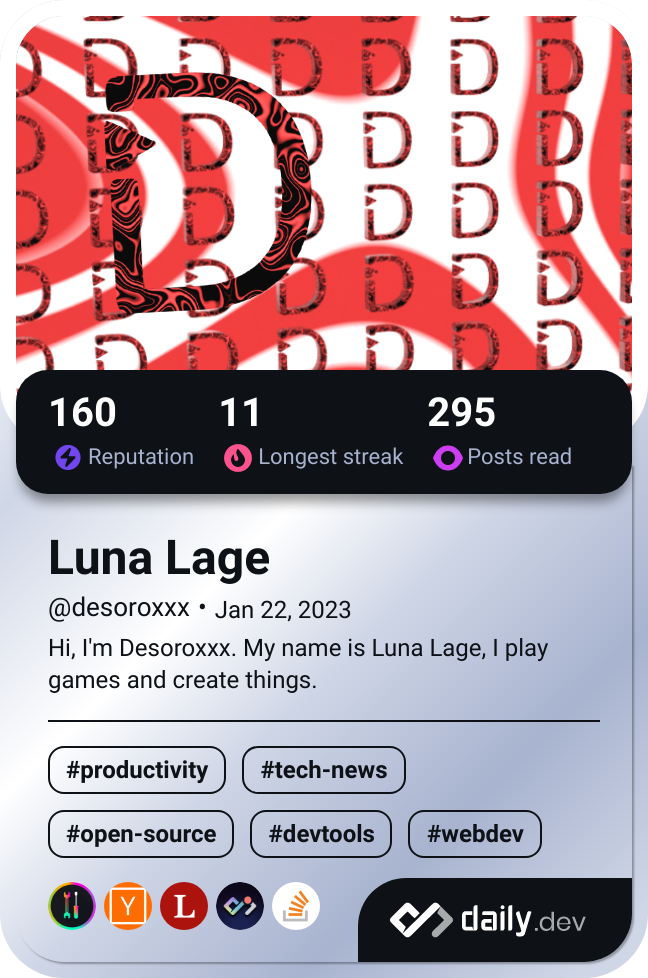 D
160 11 295
Reputation Longest streak Posts read
Luna Lage
@desoroxxx • Jan 22, 2023
Hi, I'm Desoroxxx. My name is Luna Lage, I play
games and create things.
#productivity #tech-news
#open-source #devtools #webdev
Y L daily.dev